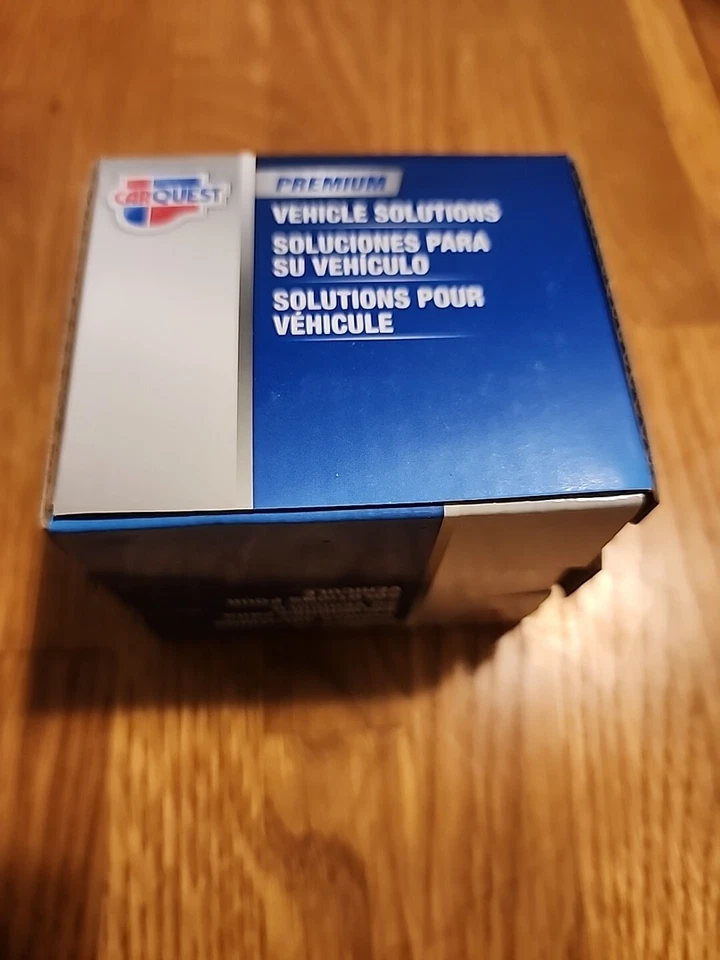 CARQUEST
PREMIUM
VEHICLE SOLUTIONS
SOLUCIONES PARA
SU VEHÍCULO
SOLUTIONS POUR
VÉHICULE